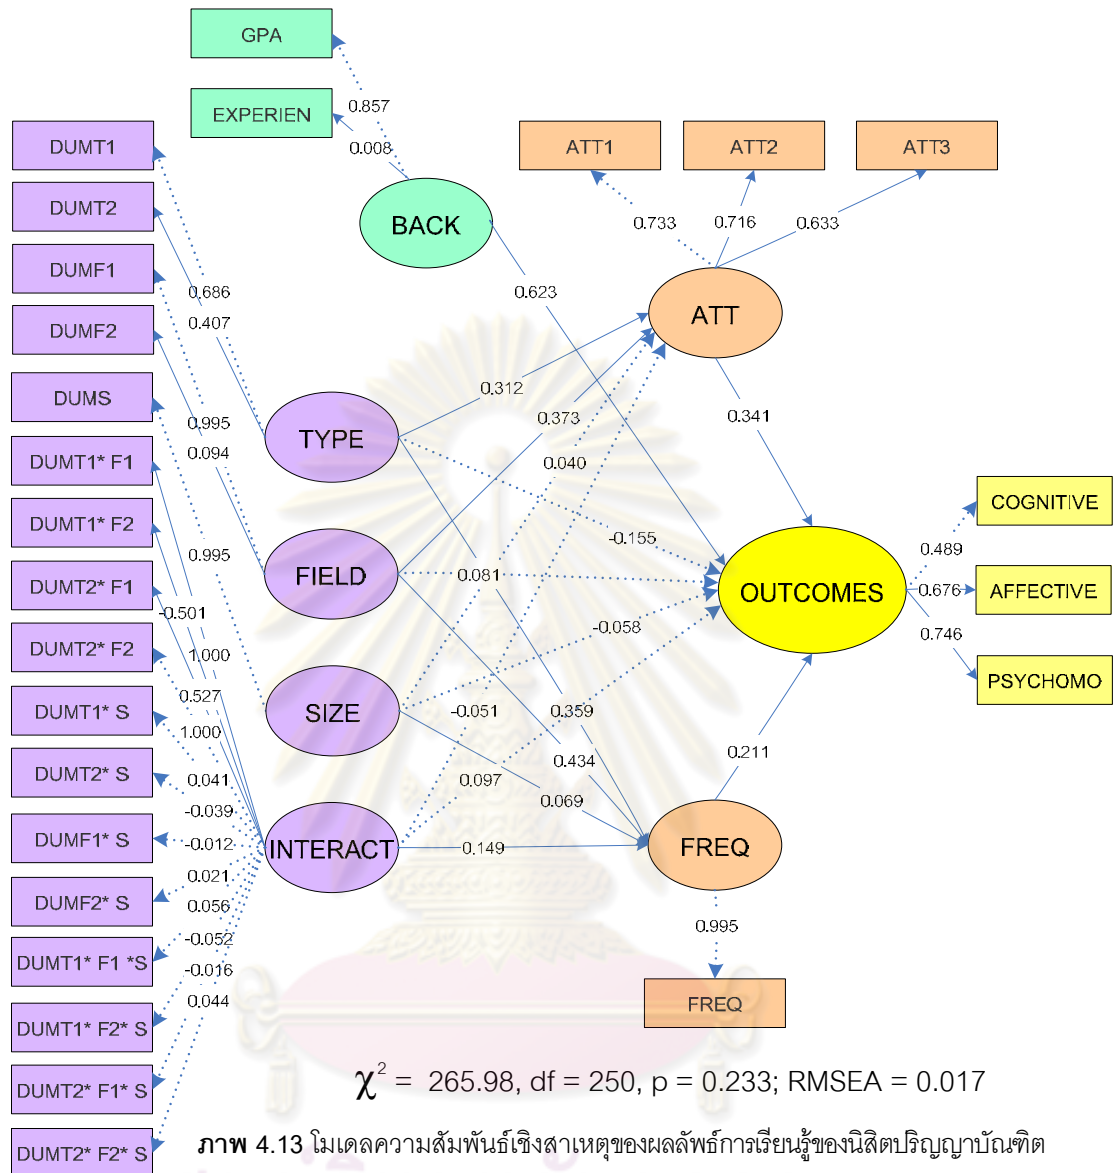 GPA
EXPERIEN
0.857
0.008
BACK
0.623
DUMT1
DUMT2
DUMF1
DUMF2
DUMS
DUMT1* F1
DUMT1* F2
DUMT2* F1
DUMT2* F2
DUMT1* S
DUMT2* S
DUMF1* S
DUMF2* S
DUMT1* F1 *S
DUMT1* F2* S
DUMT2* F1* S
DUMT2* F2* S
0.686
0.407
0.995
0.094
0.995
-0.501
1.000
0.527
1.000
0.041
-0.039
-0.012
0.021
0.056
-0.052
-0.016
0.044
TYPE
FIELD
SIZE
INTERACT
ATT1
ATT2
ATT3
0.733
0.716
0.633
ATT
0.312
0.373
0.040
0.341
-0.155
0.081
-0.058
-0.051
0.359
0.434
0.097
0.069
0.149
0.211
OUTCOMES
COGNITIVE
0.489
AFFECTIVE
0.676
0.746
PSYCHOMO
FREQ
0.995
FREQ
χ² = 265.98, df = 250, p = 0.233; RMSEA = 0.017
ภาพ 4.13 โมเดลความสัมพันธ์เชิงสาเหตุของผลลัพธ์การเรียนรู้ของนิสิตปริญญาบัณฑิต